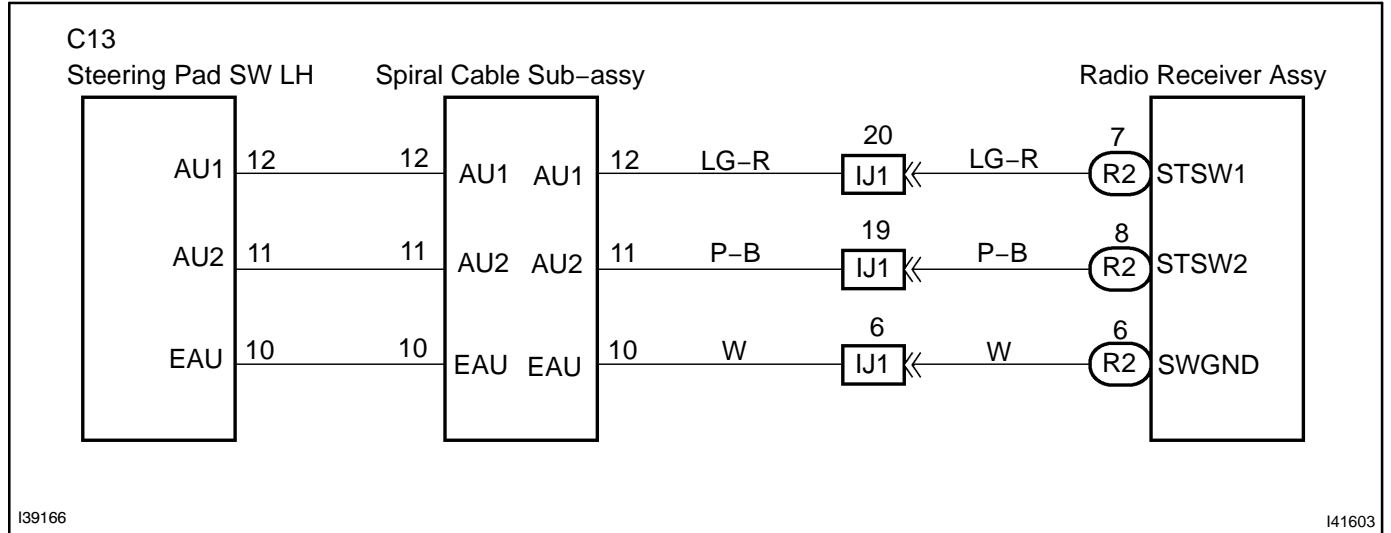 C13
Steering Pad SW LH Spiral Cable Sub−assy Radio Receiver Assy
20 7
AU1 12 12 AU1 AU1 12 LG−R IJ1 LG−R R2 STSW1
19 8
AU2 11 11 AU2 AU2 11 P−B IJ1 P−B R2 STSW2
6 6
EAU 10 10 EAU EAU 10 W IJ1 W R2 SWGND
I39166 I41603